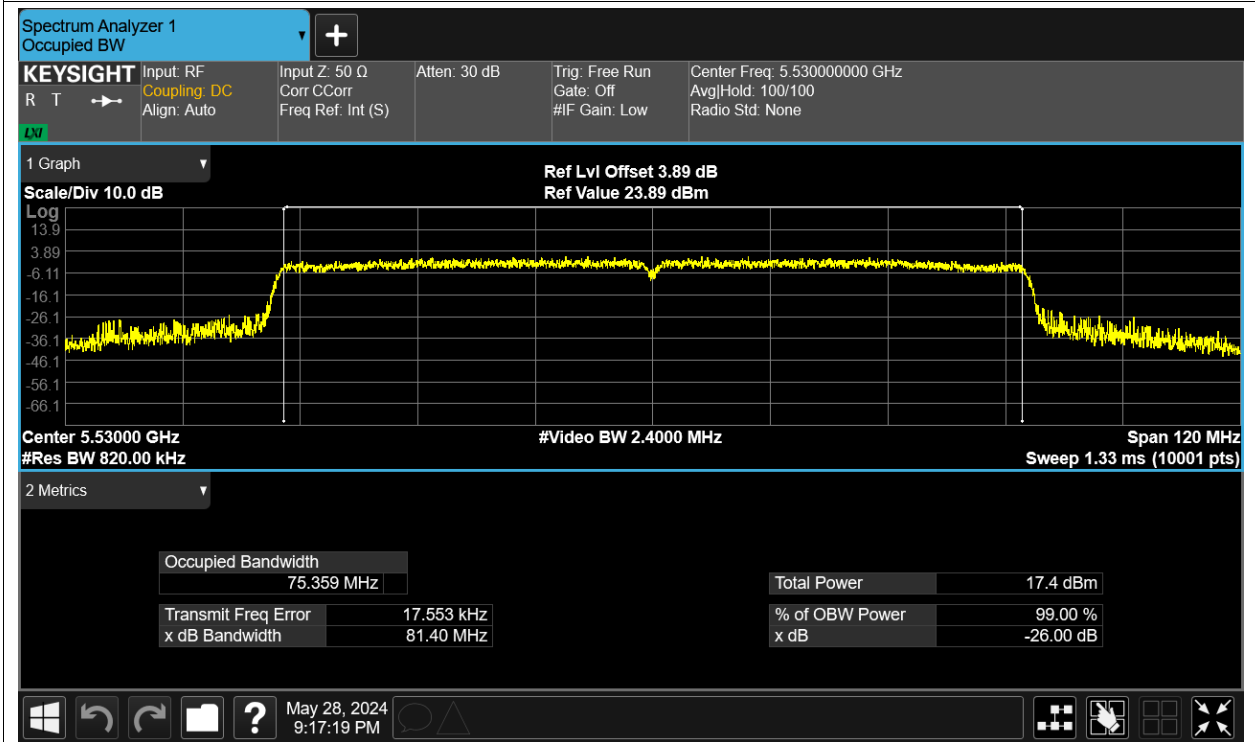 Spectrum Analyzer 1
Occupied BW
KEYSIGHT
R T
LXI
Input: RF
Coupling: DC
Align: Auto
Input Z: 50 Ω
Corr CCorr
Freq Ref: Int (S)
Atten: 30 dB
Trig: Free Run
Gate: Off
#IF Gain: Low
Center Freq: 5.530000000 GHz
Avg|Hold: 100/100
Radio Std: None
1 Graph
Scale/Div 10.0 dB
Ref Lvl Offset 3.89 dB
Ref Value 23.89 dBm
Log
13.9
3.89
-6.11
-16.1
-26.1
-36.1
-46.1
-56.1
-66.1
Center 5.53000 GHz
#Video BW 2.4000 MHz
Span 120 MHz
#Res BW 820.00 kHz
Sweep 1.33 ms (10001 pts)
2 Metrics
Occupied Bandwidth
75.359 MHz
Total Power 17.4 dBm
Transmit Freq Error 17.553 kHz
% of OBW Power 99.00 %
x dB Bandwidth 81.40 MHz
x dB -26.00 dB
?
May 28, 2024
9:17:19 PM